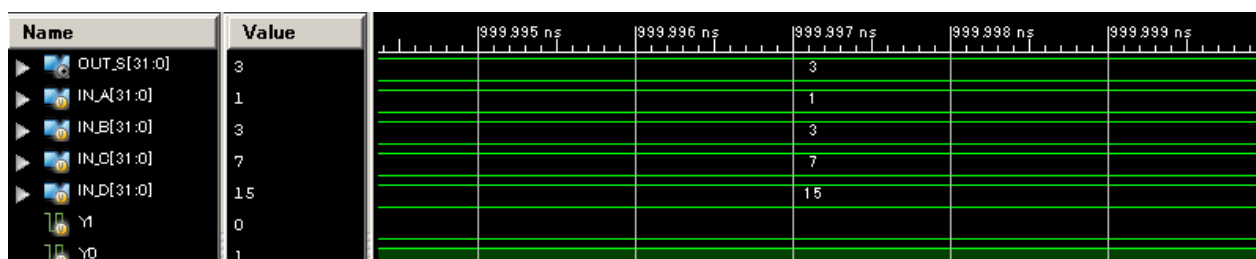 Name Value 999.995 ns 999.996 ns 999.997 ns 999.998 ns 999.999 ns
OUT_S[31:0] 3 3
IN_A[31:0] 1 1
IN_B[31:0] 3 3
IN_C[31:0] 7 7
IN_D[31:0] 15 15
Y1 0
Y0 1